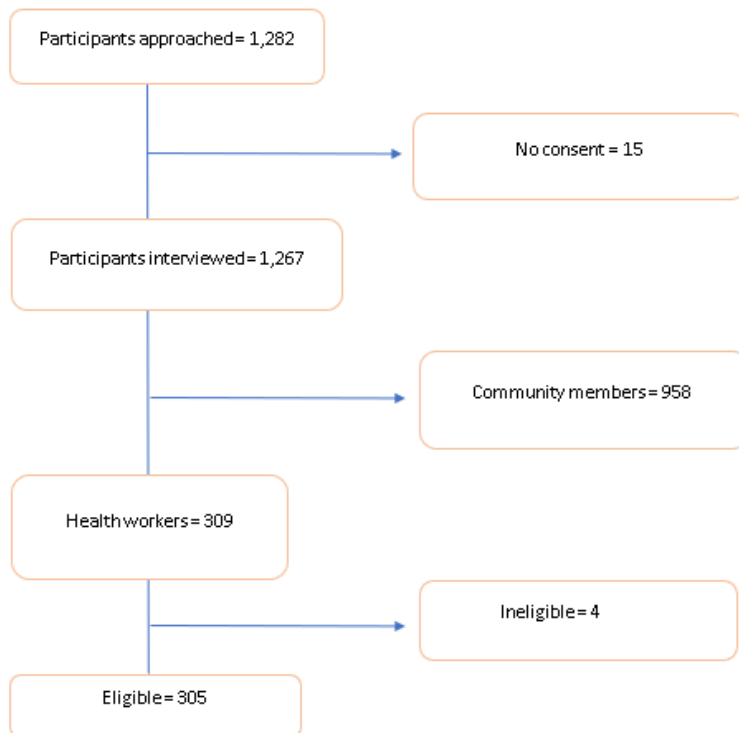 Participants approached= 1,282
No consent = 15
Participants interviewed= 1,267
Community members= 958
Health workers= 309
Ineligible= 4
Eligible= 305